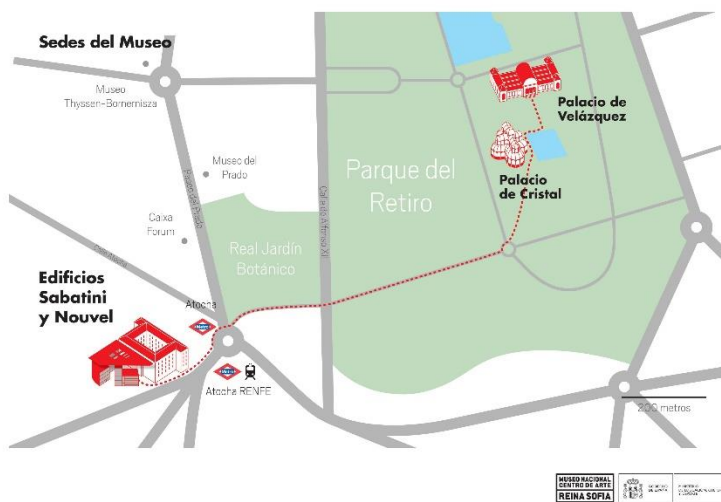 Sedes del Museo
Museo
Thyssen-Bornemisza
Palacio de
Velázquez
Museo del
Prado
Parque del
Retiro
Palacio
de Cristal
Paseo del Prado
Calle de Alfonso XII
Caixa
Forum
Real Jardín
Botánico
Edificios
Sabatini
y Nouvel
Atocha
Atocha RENFE
200 metros
MUSEO NACIONAL
CENTRO DE ARTE
REINA SOFIA